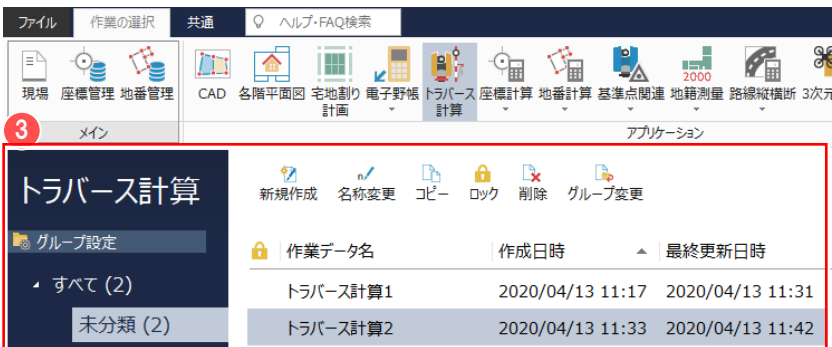 ファイル 作業の選択 共通 ヘルプ・FAQ検索
現場 座標管理 地番管理 CAD 各階平面図 宅地割り計画 電子野帳 トラバース計算 座標計算 地番計算 基準点関連 地籍測量 路線縦横断 3次元
2000
メイン アプリケーション
3
トラバース計算
新規作成 名称変更 コピー ロック 削除 グループ変更
グループ設定
作業データ名 作成日時 最終更新日時
すべて (2)
トラバース計算1 2020/04/13 11:17 2020/04/13 11:31
未分類 (2)
トラバース計算2 2020/04/13 11:33 2020/04/13 11:42